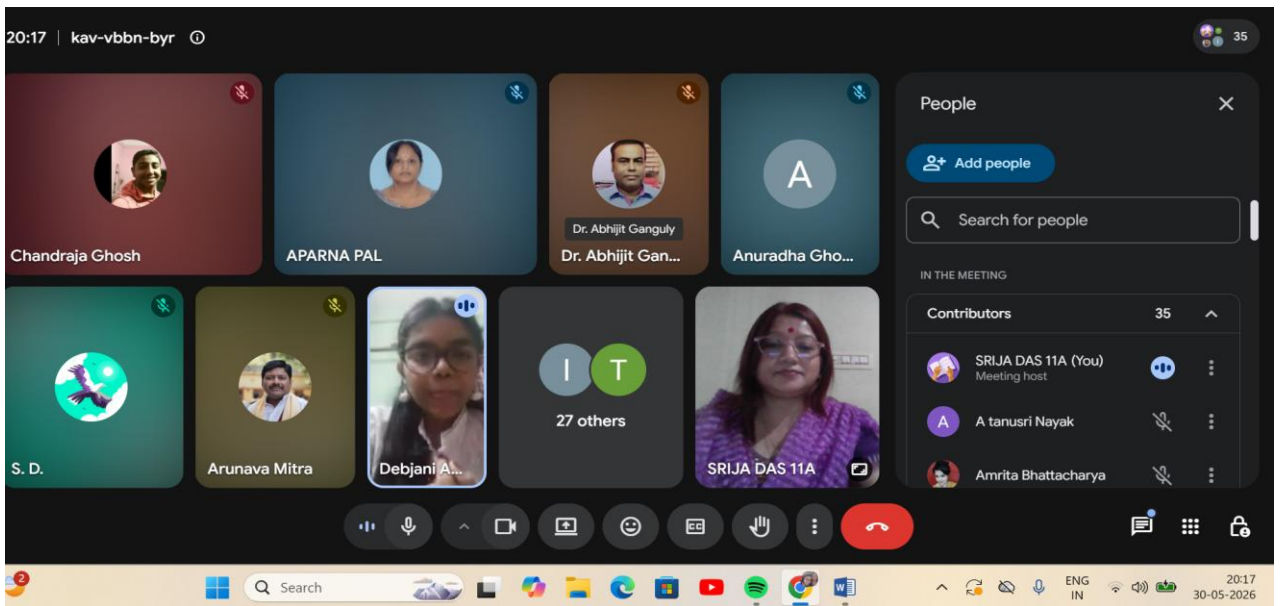 20:17 | kav-vbbn-byr
35
Chandraja Ghosh
APARNA PAL
Dr. Abhijit Ganguly
Dr. Abhijit Gan...
A
Anuradha Gho...
S. D.
Arunava Mitra
Debjani A...
I T
27 others
SRIJA DAS 11A
People
Add people
Search for people
IN THE MEETING
Contributors 35
SRIJA DAS 11A (You)
Meeting host
A A tanusri Nayak
Amrita Bhattacharya
CC
2
Search
W
ENG
IN
20:17
30-05-2026